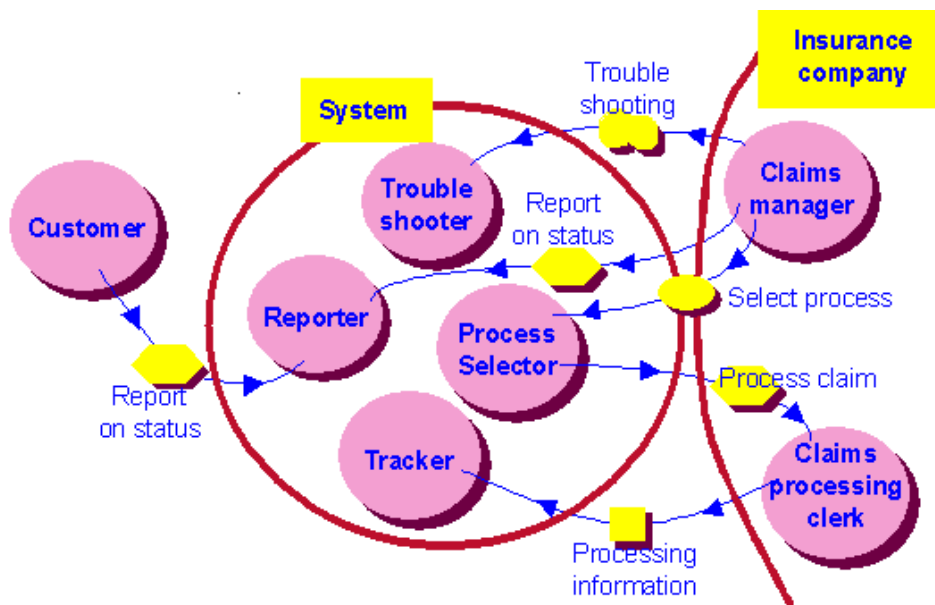 Insurance
company
Trouble
shooting
System
Trouble
shooter
Claims
manager
Customer
Report
on status
Select process
Reporter
Process
Selector
Process claim
Report
on status
Tracker
Claims
processing
clerk
Processing
information